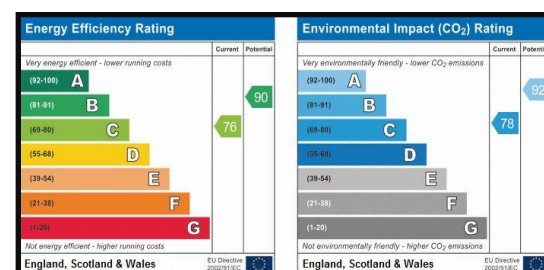 Energy Efficiency Rating
Current Potential
Very energy efficient - lower running costs
(92-100) A
(81-91) B
(69-80) C
(55-68) D
(39-54) E
(21-38) F
(1-20) G
76
90
Not energy efficient - higher running costs
England, Scotland & Wales
EU Directive
2002/91/EC
Environmental Impact (CO2) Rating
Current Potenti
Very environmentally friendly - lower CO2 emissions
(92-100) A
(81-91) B
(69-80) C
(55-68) D
(39-54) E
(21-38) F
(1-20) G
78
92
Not environmentally friendly - higher CO2 emissions
England, Scotland & Wales
EU Directive
2002/91/EC